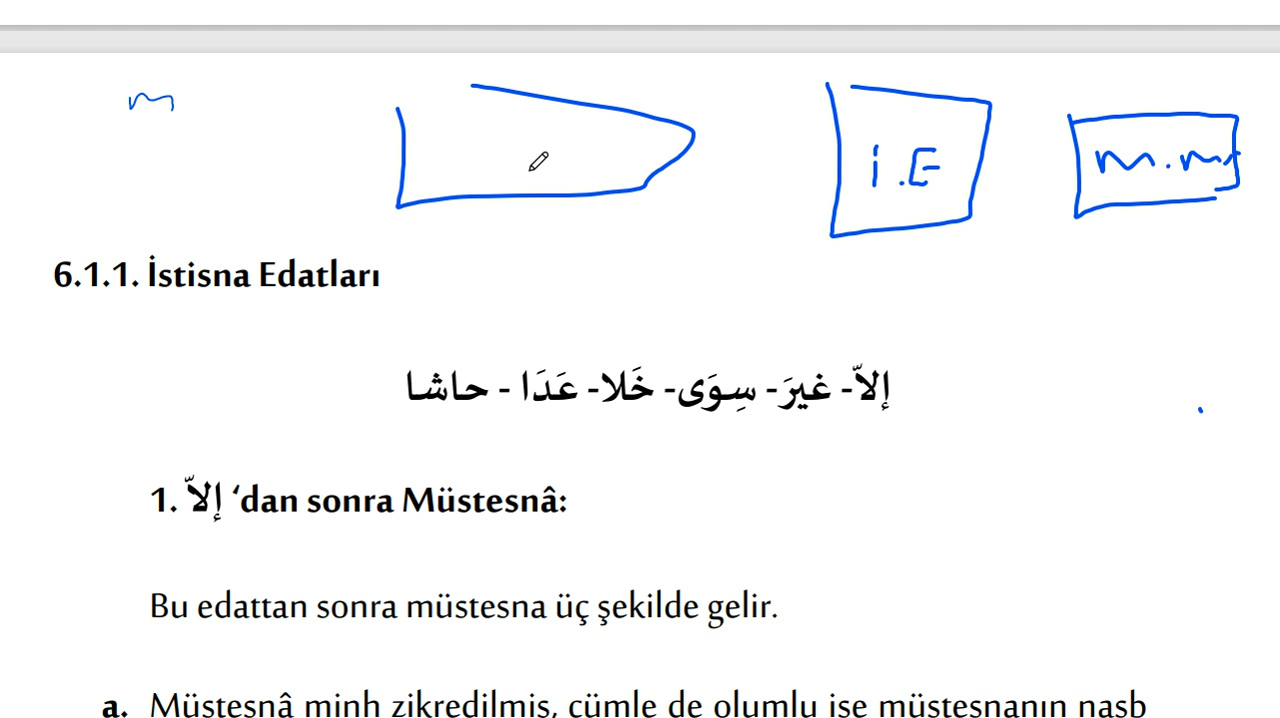 m
i.E
m.m
6.1.1. İstisna Edatları
إلاّ- غيرَ- سِوَى- خَلا- عَدَا - حاشا
1. إلاّ ‘dan sonra Müstesnâ:
Bu edattan sonra müstesna üç şekilde gelir.
a. Müstesnâ minh zikredilmiş, cümle de olumlu ise müstesnanın nasb